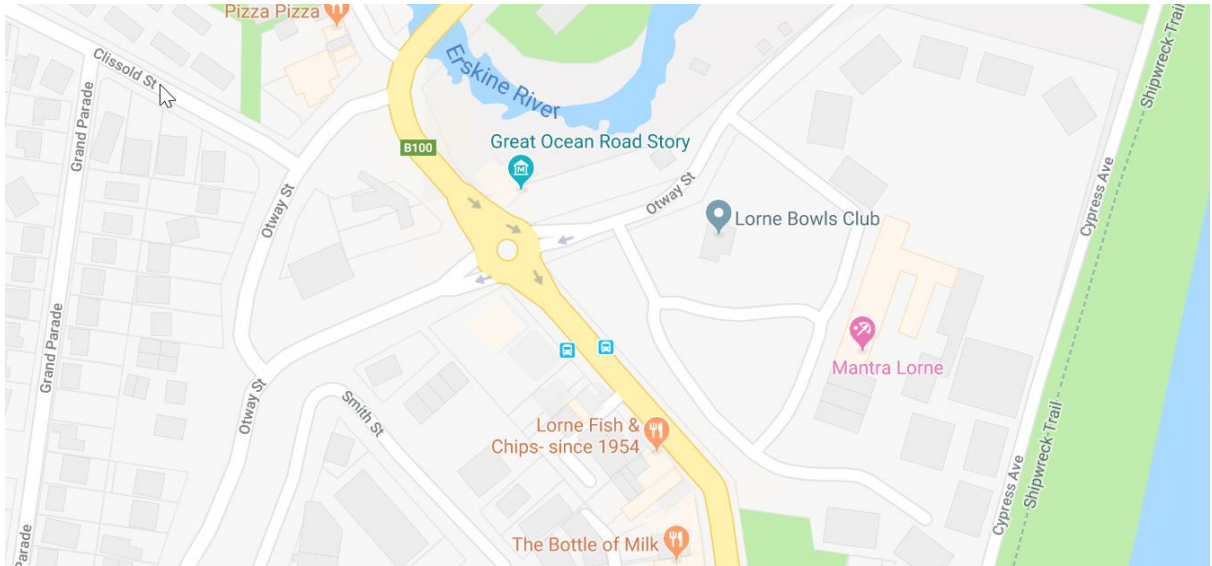 Pizza Pizza
Clissold St
Erskine River
Shipwreck-Trail
Grand Parade
B100
Great Ocean Road Story
Otway St
Otway St
Lorne Bowls Club
Cypress Ave
Grand Parade
Mantra Lorne
Otway St
Smith St
Lorne Fish &
Chips- since 1954
Shipwreck-Trail
Cypress Ave
Parade
The Bottle of Milk